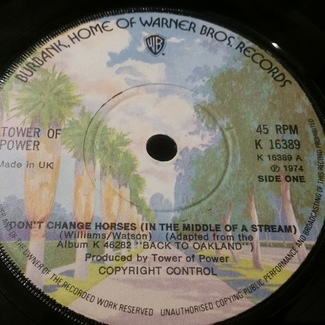 BURBANK, HOME OF WARNER BROS. RECORDS
WB
TOWER OF
POWER
Made in UK
45 RPM
K 16389
K 16389 A
℗ 1974
SIDE ONE
DON'T CHANGE HORSES (IN THE MIDDLE OF A STREAM)
(Williams/Watson) (Adapted from the
Album K 46282 "BACK TO OAKLAND")
Produced by Tower of Power
COPYRIGHT CONTROL
OF THE OWNER OF THE RECORDED WORK RESERVED UNAUTHORISED COPYING PUBLIC PERFORMANCE AND BROADCASTING OF THIS RECORD PROHIBITED